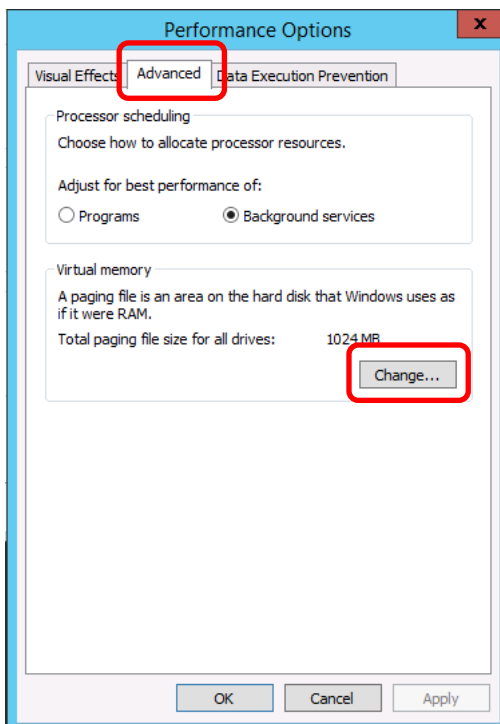 Performance Options
x
Visual Effects
Advanced
Data Execution Prevention
Processor scheduling
Choose how to allocate processor resources.
Adjust for best performance of:
Programs
Background services
Virtual memory
A paging file is an area on the hard disk that Windows uses as
if it were RAM.
Total paging file size for all drives: 1024 MB
Change...
OK
Cancel
Apply